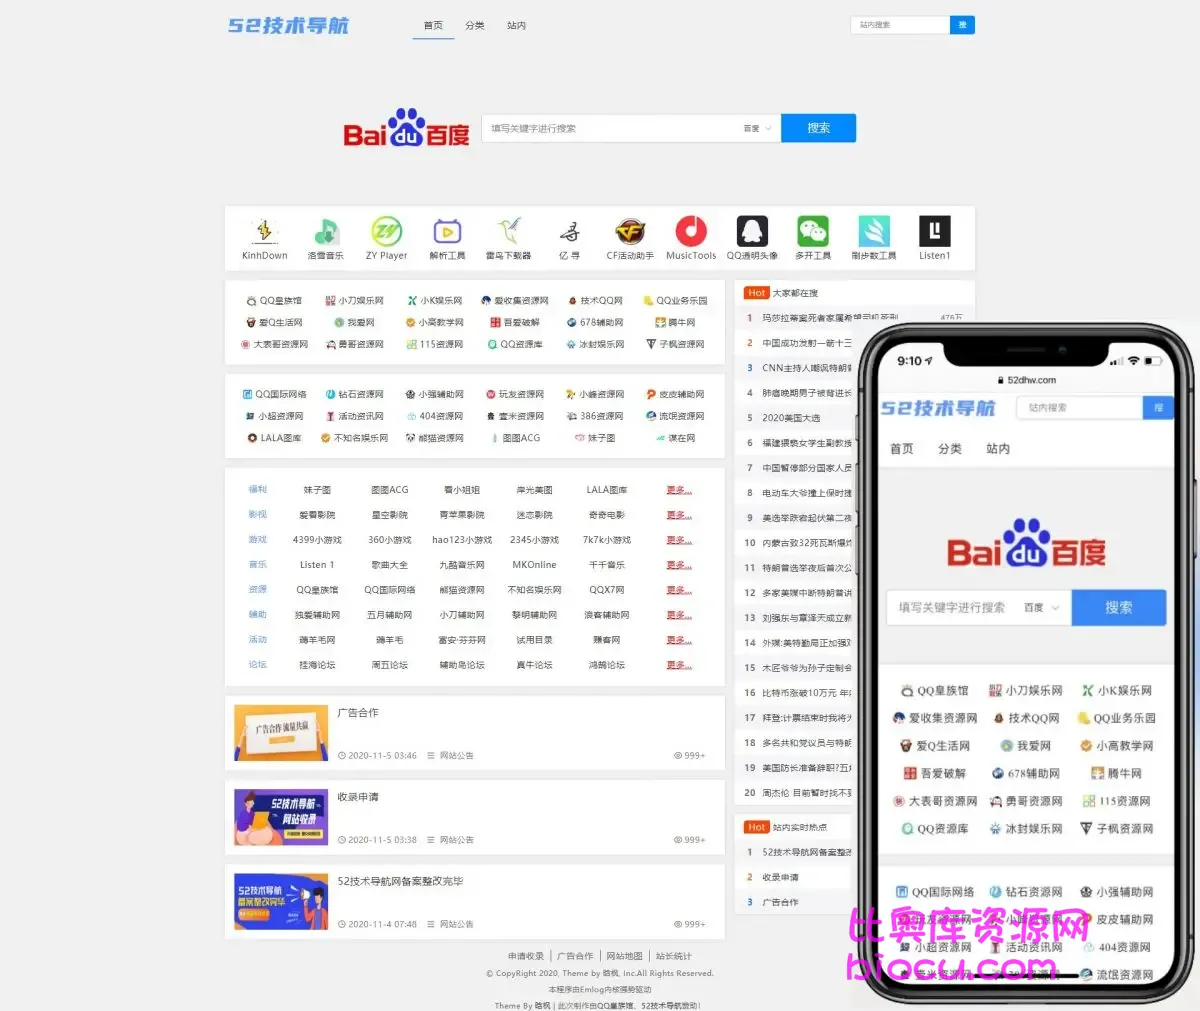 52技术导航 首页 分类 站内 站内搜索 搜
Baidu百度 填写关键字进行搜索 百度 搜索
KinhDown 洛雪音乐 ZY Player 解析工具 雷鸟下载器 亿 寻 CF活动助手 MusicTools QQ透明头像 多开工具 刷步数工具 Listen1
QQ皇族馆 小刀娱乐网 小K娱乐网 爱收集资源网 技术QQ网 QQ业务乐园
爱Q生活网 我爱网 小高教学网 吾爱破解 678辅助网 腾牛网
大表哥资源网 勇哥资源网 115资源网 QQ资源库 冰封娱乐网 子枫资源网
QQ国际网络 钻石资源网 小强辅助网 玩友资源网 小峰资源网 皮皮辅助网
小超资源网 活动资讯网 404资源网 壹米资源网 386资源网 流氓资源网
LALA图库 不知名娱乐网 熊猫资源网 图图ACG 妹子图 谋在网
福利 妹子图 图图ACG 看小姐姐 岸光美图 LALA图库 更多...
影视 爱看影院 星空影院 青苹果影院 迷恋影院 奇奇电影 更多...
游戏 4399小游戏 360小游戏 hao123小游戏 2345小游戏 7k7k小游戏 更多...
音乐 Listen 1 歌曲大全 九酷音乐网 MKOnline 千千音乐 更多...
资源 QQ皇族馆 QQ国际网络 熊猫资源网 不知名娱乐网 QQX7网 更多...
辅助 独爱辅助网 五月辅助网 小刀辅助网 黎明辅助网 浪客辅助网 更多...
活动 薅羊毛网 薅羊毛 富安·芬芬网 试用目录 赚客网 更多...
论坛 挂海论坛 周五论坛 辅助岛论坛 真牛论坛 鸿鹄论坛 更多...
广告合作 流量共赢
广告合作
2020-11-5 03:46 网站公告 999+
52技术导航
网站收录
收录申请
2020-11-5 03:38 网站公告 999+
52技术导航
备案整改完毕
52技术导航网备案整改完毕
2020-11-4 07:48 网站公告 999+
Hot 大家都在搜
1 玛莎拉蒂案死者家属希望司机死刑 476万
2 中国成功发射一箭十三
3 CNN主持人嘲讽特朗普
4 肺癌晚期男子被背进长
5 2020美国大选
6 福建猥亵女学生副教授
7 中国暂停部分国家人员
8 电动车大爷撞上保时捷
9 美选举跌宕起伏第二夜
10 内蒙古致32死瓦斯爆炸
11 特朗普选举夜后首次公
12 多家美媒中断特朗普讲
13 刘强东与章泽天成立新
14 外媒:美特勤局正加强对
15 木匠爷爷为孙子定制令
16 比特币涨破10万元 年内
17 拜登:计票结束时我将为
18 多名共和党议员与特朗
19 美国防长准备辞职?五角
20 周杰伦 目前暂时找不到
Hot 站内实时热点
1 52技术导航网备案整改
2 收录申请
3 广告合作
申请收录 | 广告合作 | 网站地图 | 站长统计
© CopyRight 2020, Theme by 皓枫, Inc.All Rights Reserved.
本程序由Emlog内核强势驱动
Theme By 皓枫 | 此次制作由QQ皇族馆、52技术导航赞助!
9:10
52dhw.com
52技术导航 站内搜索 搜
首页 分类 站内
Baidu百度
填写关键字进行搜索 百度 搜索
QQ皇族馆 小刀娱乐网 小K娱乐网
爱收集资源网 技术QQ网 QQ业务乐园
爱Q生活网 我爱网 小高教学网
吾爱破解 678辅助网 腾牛网
大表哥资源网 勇哥资源网 115资源网
QQ资源库 冰封娱乐网 子枫资源网
QQ国际网络 钻石资源网 小强辅助网
皮皮辅助网
小超资源网 活动资讯网 404资源网
流氓资源网
比奥库资源网
biocu.com